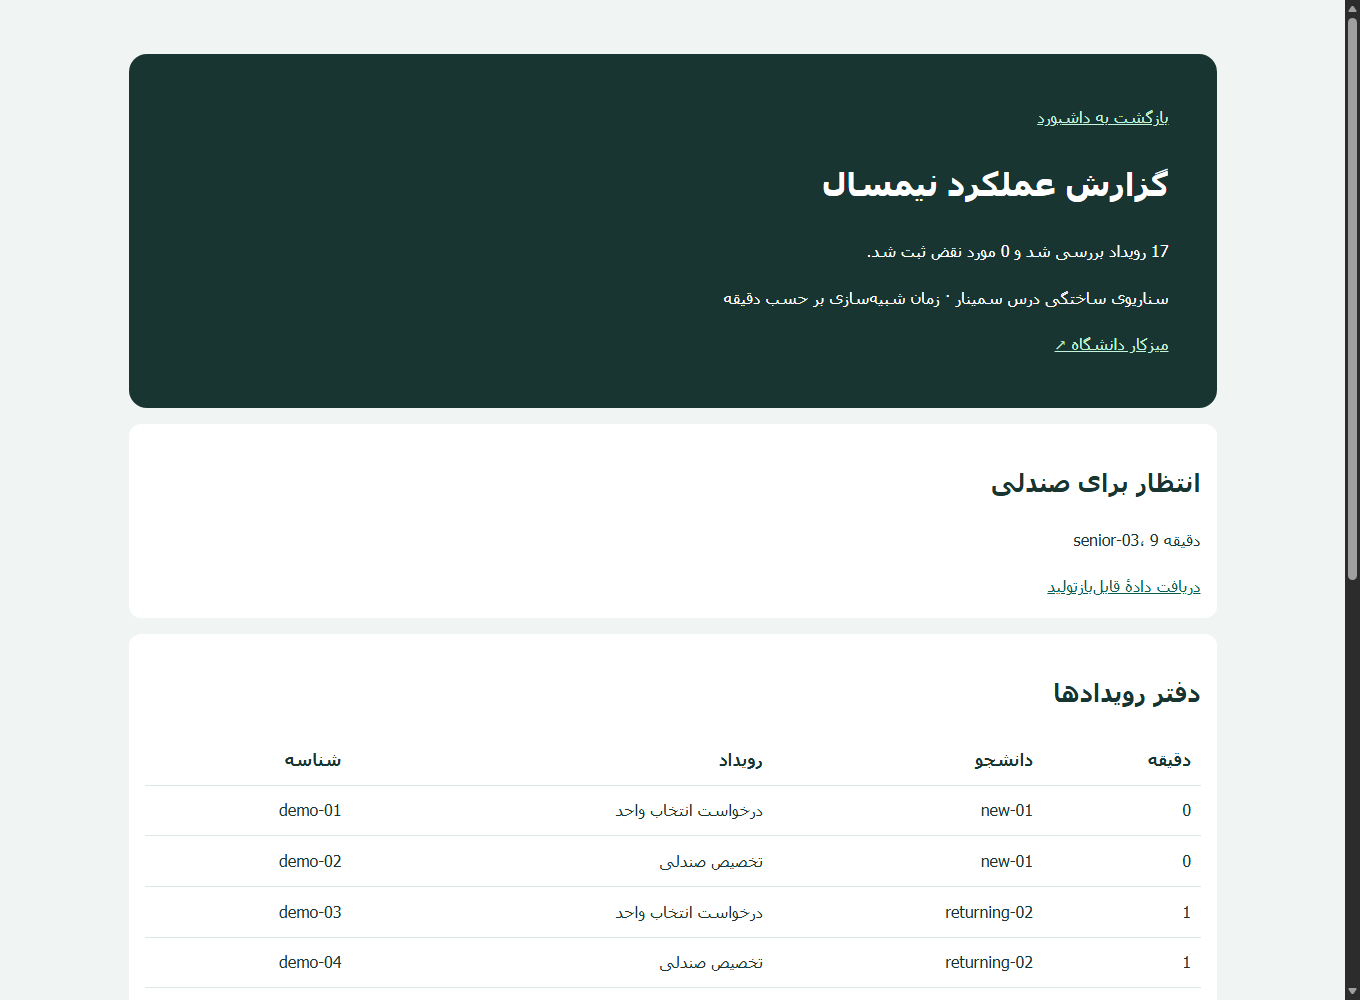 بازگشت به داشبورد
گزارش عملکرد نیمسال
17 رویداد بررسی شد و 0 مورد نقض ثبت شد.
سناریوی ساختگی درس سمینار · زمان شبیه‌سازی بر حسب دقیقه
میزکار دانشگاه ↗
انتظار برای صندلی
دقیقه 9 ،senior-03
دریافت دادهٔ قابل‌بازتولید
دفتر رویدادها
دقیقه دانشجو رویداد شناسه
0 new-01 درخواست انتخاب واحد demo-01
0 new-01 تخصیص صندلی demo-02
1 returning-02 درخواست انتخاب واحد demo-03
1 returning-02 تخصیص صندلی demo-04